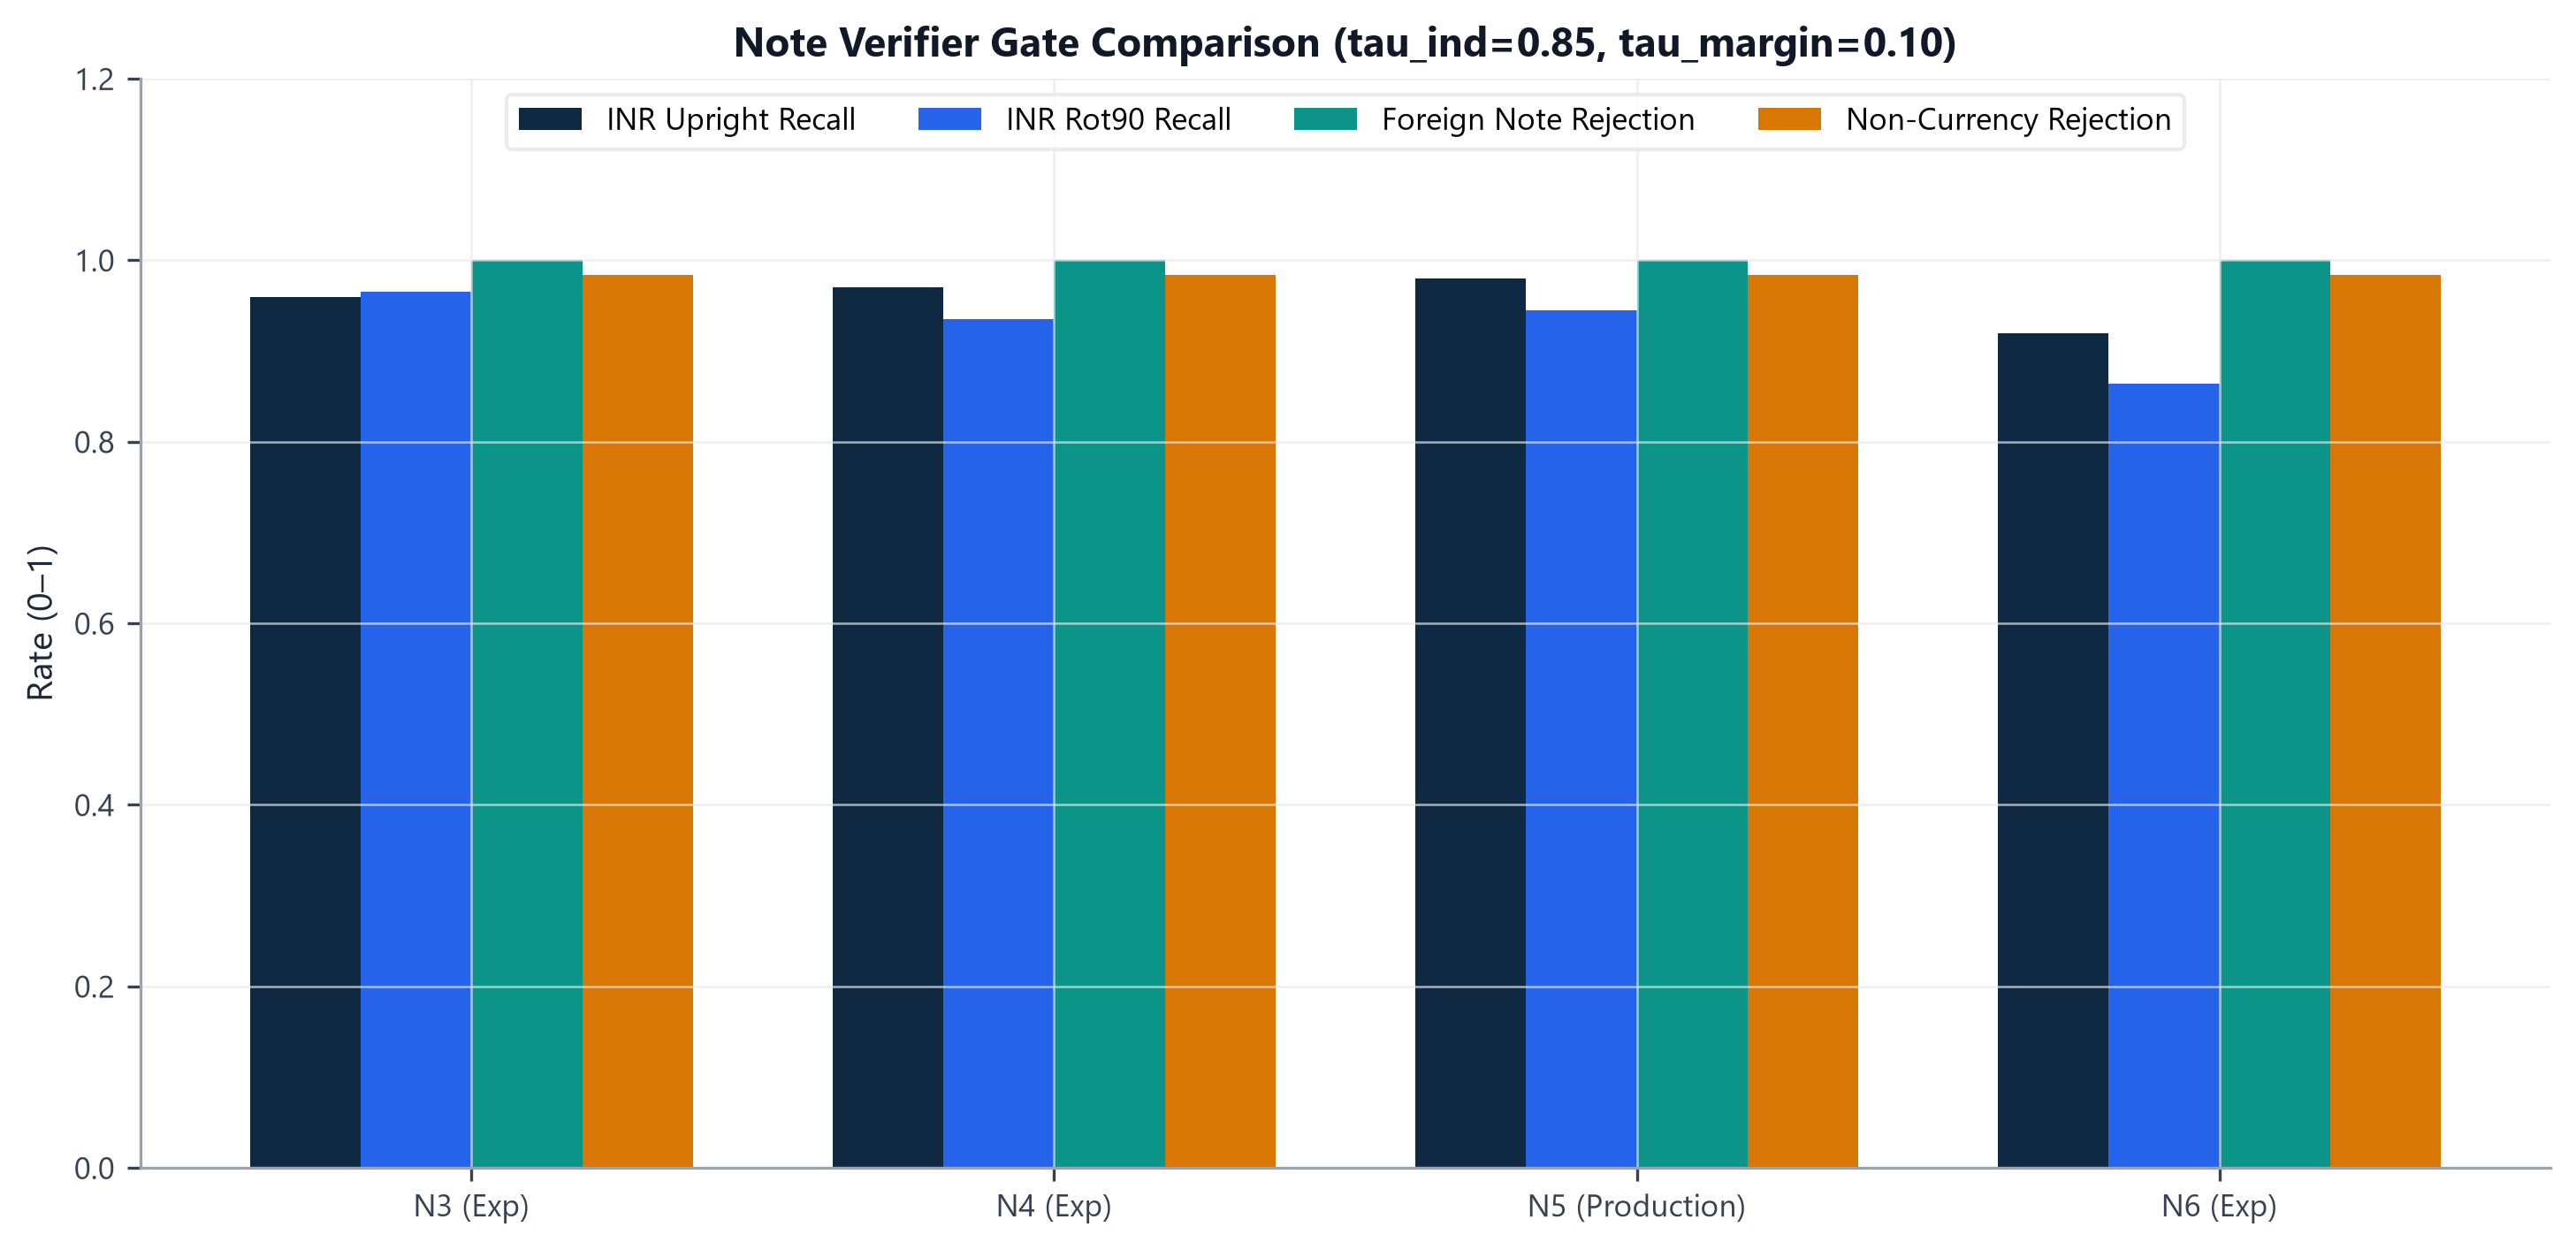 Note Verifier Gate Comparison (tau_ind=0.85, tau_margin=0.10)
INR Upright Recall INR Rot90 Recall Foreign Note Rejection Non-Currency Rejection
Rate (0–1)
1.2
1.0
0.8
0.6
0.4
0.2
0.0
N3 (Exp) N4 (Exp) N5 (Production) N6 (Exp)